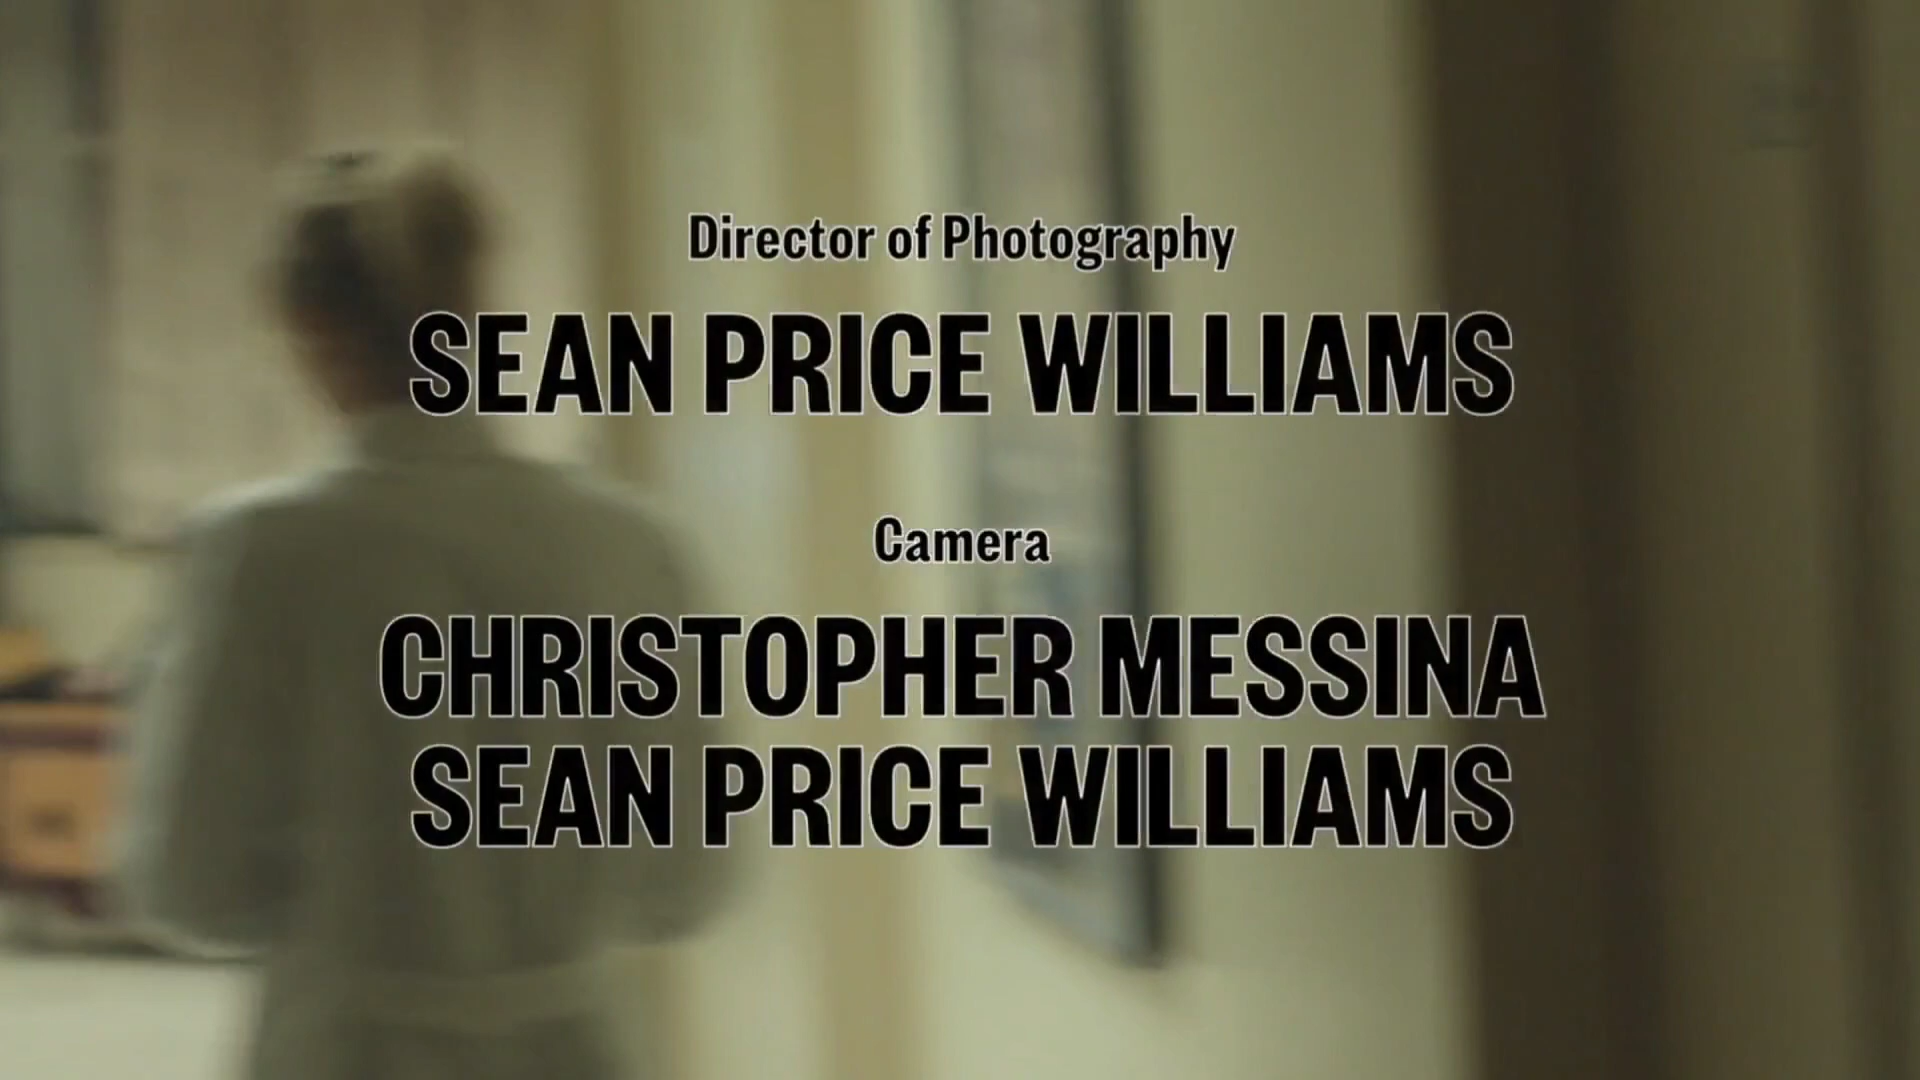 Director of Photography
SEAN PRICE WILLIAMS
Camera
CHRISTOPHER MESSINA
SEAN PRICE WILLIAMS